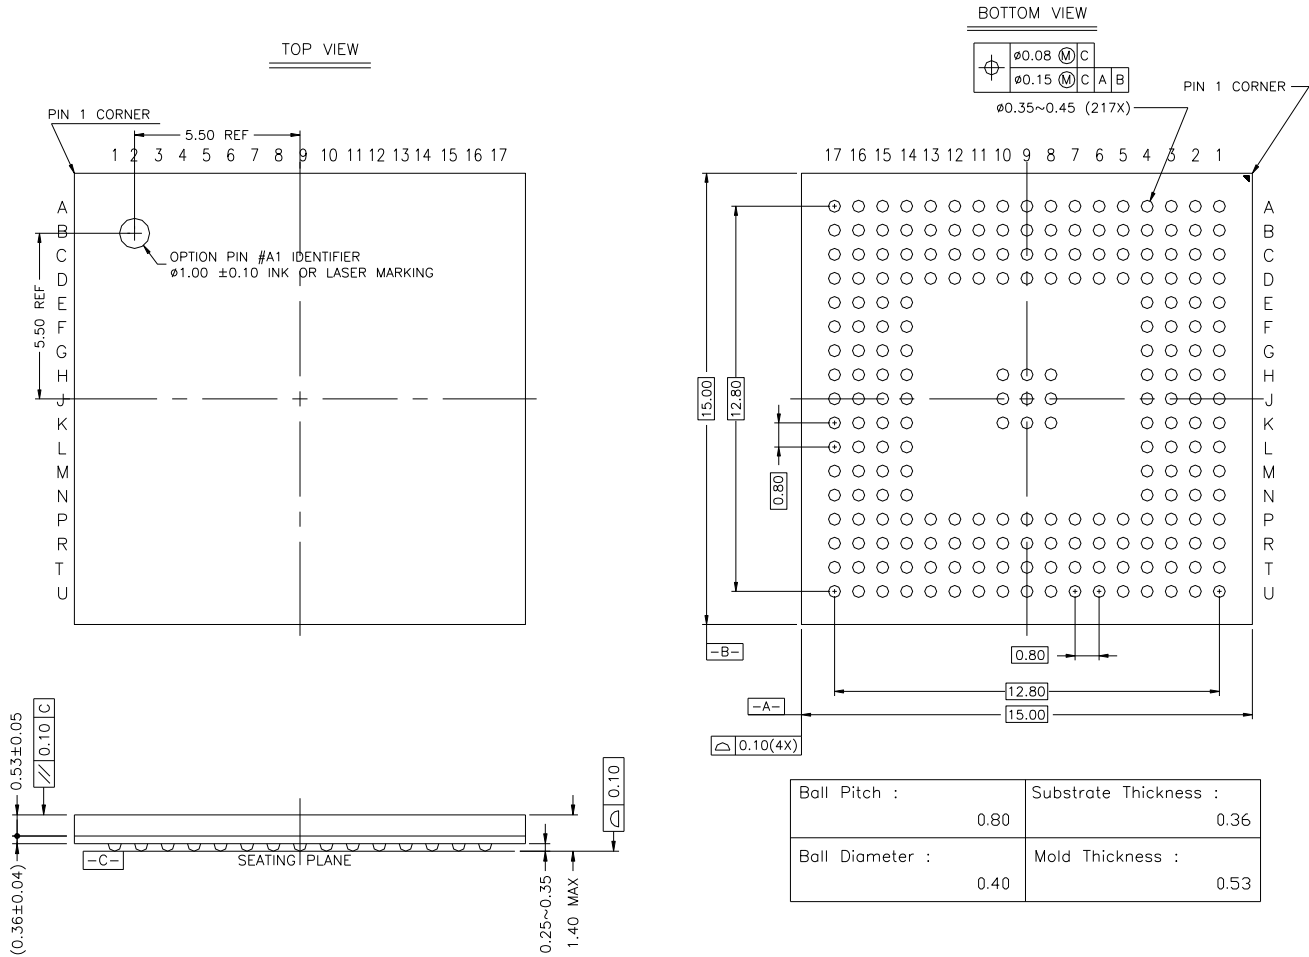 TOP VIEW
PIN 1 CORNER
5.50 REF
1 2 3 4 5 6 7 8 9 10 11 12 13 14 15 16 17
A
B
C
D
E
F
G
H
J
K
L
M
N
P
R
T
U
OPTION PIN #A1 IDENTIFIER
ø1.00 ±0.10 INK OR LASER MARKING
5.50 REF
BOTTOM VIEW
ø0.08 Ⓜ C
ø0.15 Ⓜ C A B
PIN 1 CORNER
ø0.35~0.45 (217X)
17 16 15 14 13 12 11 10 9 8 7 6 5 4 3 2 1
A
B
C
D
E
F
G
H
J
K
L
M
N
P
R
T
U
15.00
12.80
0.80
-B-
0.80
12.80
-A-
15.00
0.10(4X)
0.53±0.05
// 0.10 C
(0.36±0.04)
-C-
SEATING PLANE
0.25~0.35
1.40 MAX
0.10
Ball Pitch :
0.80
Substrate Thickness :
0.36
Ball Diameter :
0.40
Mold Thickness :
0.53